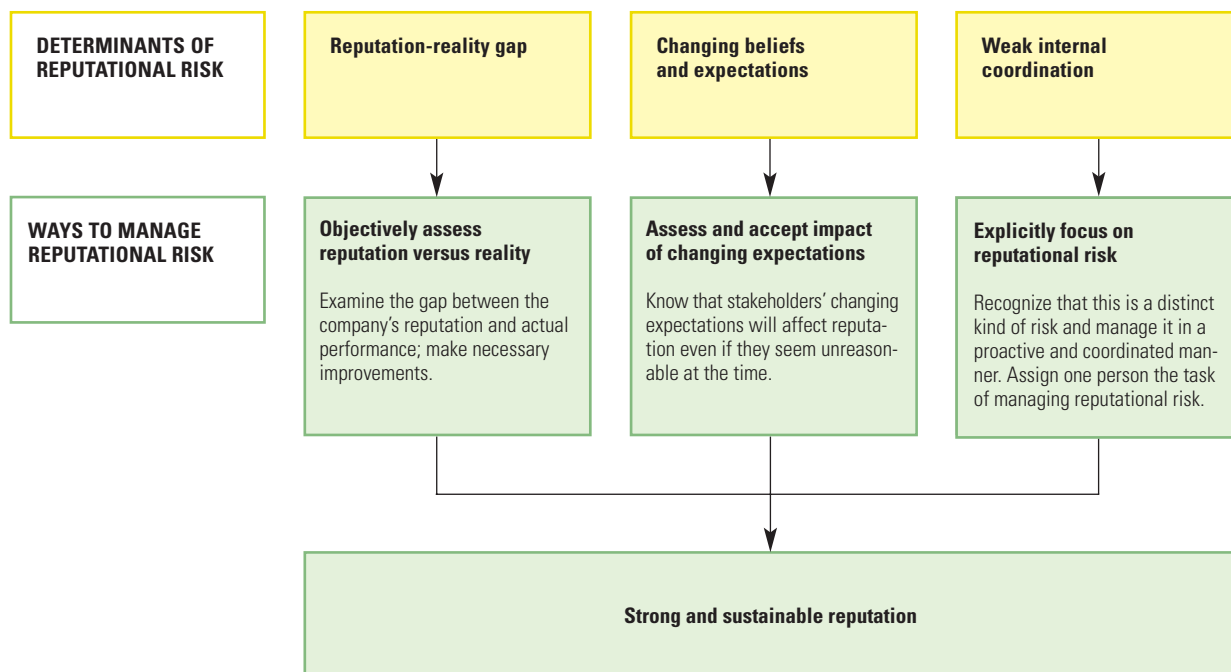 DETERMINANTS OF
REPUTATIONAL RISK
Reputation-reality gap
Changing beliefs
and expectations
Weak internal
coordination
WAYS TO MANAGE
REPUTATIONAL RISK
Objectively assess
reputation versus reality
Examine the gap between the
company’s reputation and actual
performance; make necessary
improvements.
Assess and accept impact
of changing expectations
Know that stakeholders’ changing
expectations will affect reputa-
tion even if they seem unreason-
able at the time.
Explicitly focus on
reputational risk
Recognize that this is a distinct
kind of risk and manage it in a
proactive and coordinated man-
ner. Assign one person the task
of managing reputational risk.
Strong and sustainable reputation